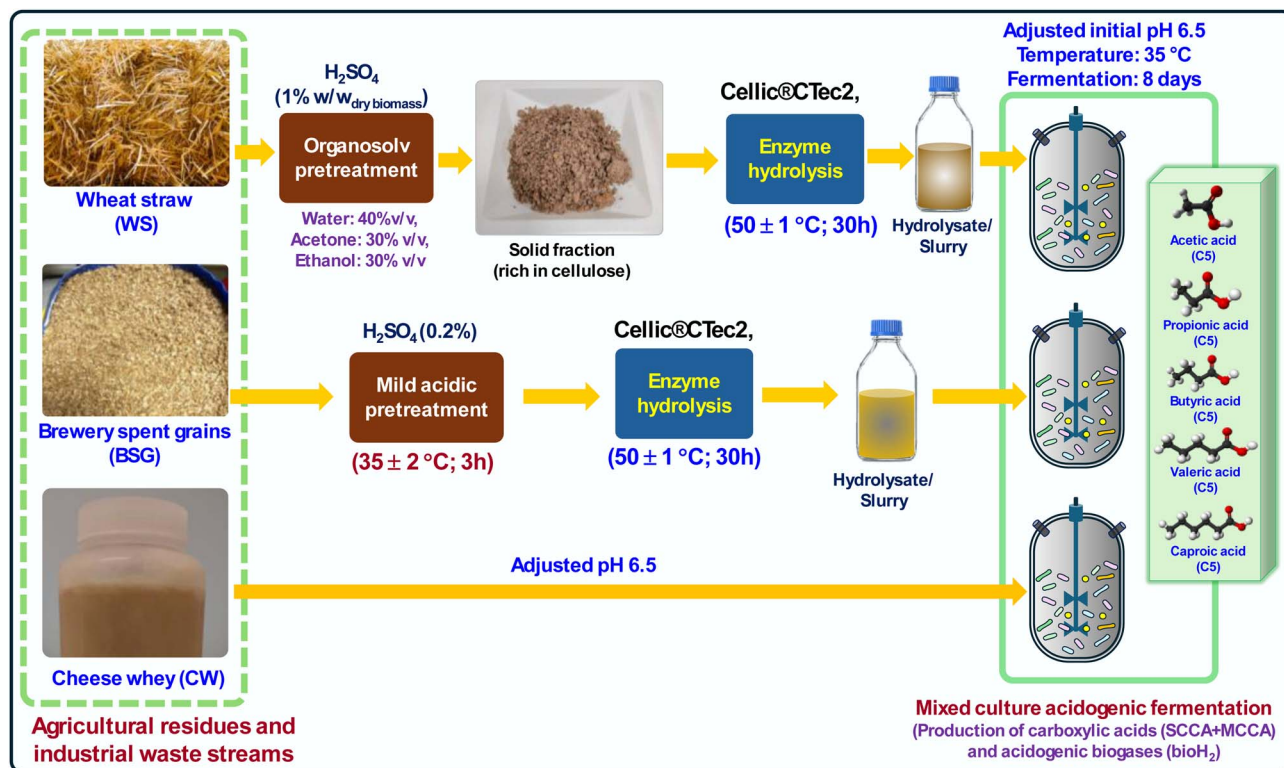 Wheat straw
(WS)
Brewery spent grains
(BSG)
Cheese whey (CW)
Agricultural residues and
industrial waste streams
H₂SO₄
(1% w/w dry biomass)
Organosolv
pretreatment
Water: 40%v/v,
Acetone: 30% v/v,
Ethanol: 30% v/v
Solid fraction
(rich in cellulose)
Cellic®CTec2,
Enzyme
hydrolysis
(50 ± 1 °C; 30h)
Hydrolysate/
Slurry
H₂SO₄ (0.2%)
Mild acidic
pretreatment
(35 ± 2 °C; 3h)
Cellic®CTec2,
Enzyme
hydrolysis
(50 ± 1 °C; 30h)
Hydrolysate/
Slurry
Adjusted pH 6.5
Adjusted initial pH 6.5
Temperature: 35 °C
Fermentation: 8 days
Acetic acid
(C5)
Propionic acid
(C5)
Butyric acid
(C5)
Valeric acid
(C5)
Caproic acid
(C5)
Mixed culture acidogenic fermentation
(Production of carboxylic acids (SCCA+MCCA)
and acidogenic biogases (bioH₂)